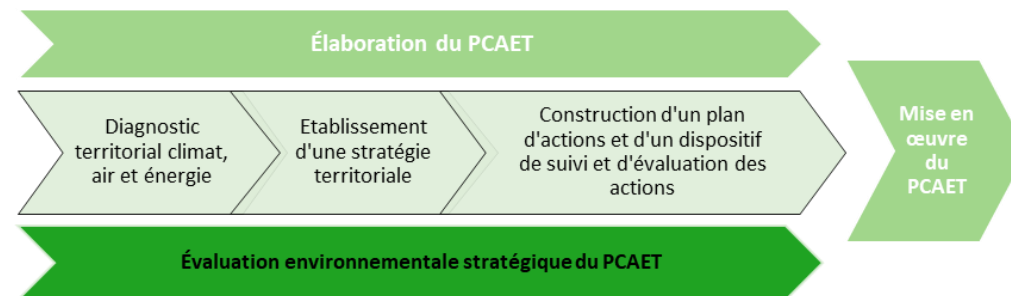 Élaboration du PCAET
Diagnostic
territorial climat,
air et énergie
Etablissement
d'une stratégie
territoriale
Construction d'un plan
d'actions et d'un dispositif
de suivi et d'évaluation des
actions
Mise en
œuvre
du
PCAET
Évaluation environnementale stratégique du PCAET